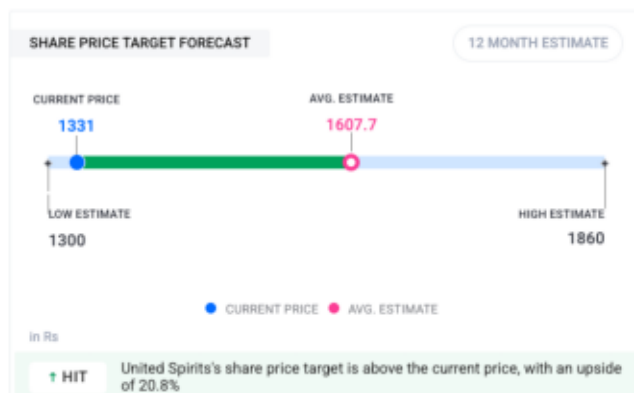 SHARE PRICE TARGET FORECAST
12 MONTH ESTIMATE
CURRENT PRICE
AVG. ESTIMATE
1331
1607.7
LOW ESTIMATE
HIGH ESTIMATE
1300
1860
CURRENT PRICE
AVG. ESTIMATE
in Rs
↑ HIT
United Spirits's share price target is above the current price, with an upside
of 20.8%